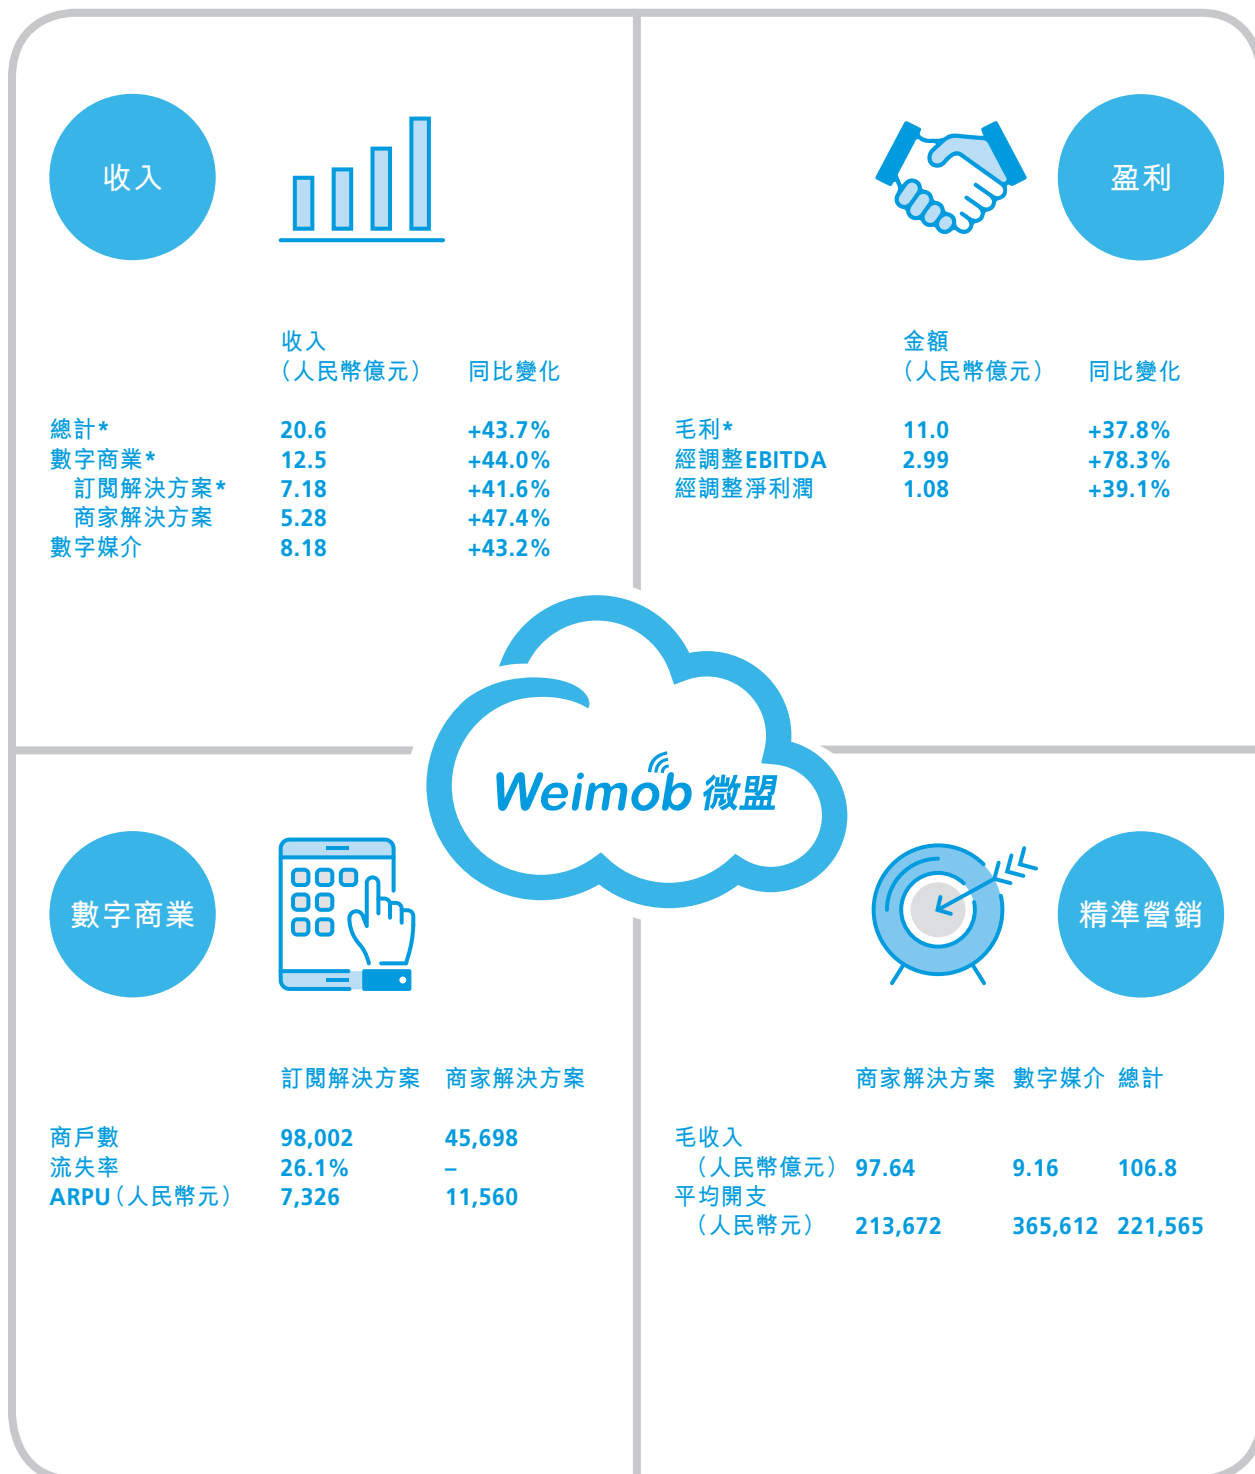 收入
收入
（人民幣億元） 同比變化
總計* 20.6 +43.7%
數字商業* 12.5 +44.0%
訂閱解決方案* 7.18 +41.6%
商家解決方案 5.28 +47.4%
數字媒介 8.18 +43.2%
盈利
金額
（人民幣億元） 同比變化
毛利* 11.0 +37.8%
經調整EBITDA 2.99 +78.3%
經調整淨利潤 1.08 +39.1%
Weimob 微盟
數字商業
訂閱解決方案 商家解決方案
商戶數 98,002 45,698
流失率 26.1% –
ARPU（人民幣元） 7,326 11,560
精準營銷
商家解決方案 數字媒介 總計
毛收入
（人民幣億元） 97.64 9.16 106.8
平均開支
（人民幣元） 213,672 365,612 221,565